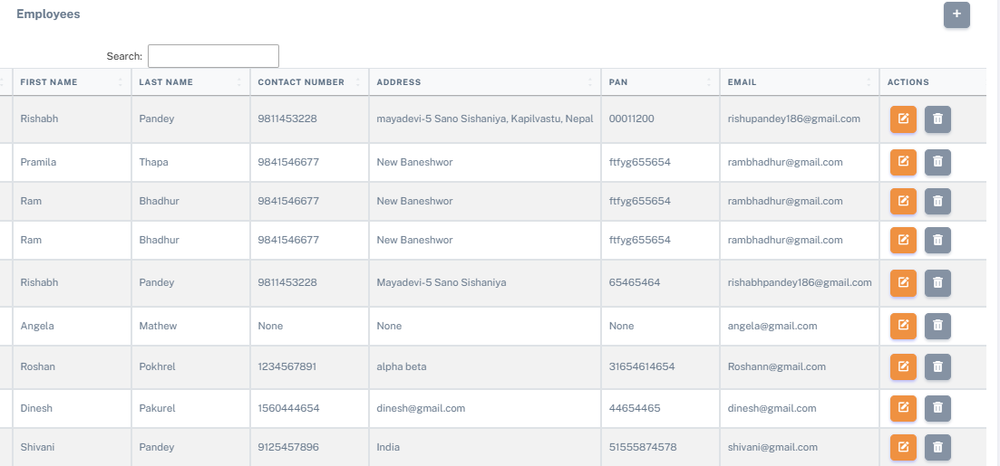 Employees
+
Search:
FIRST NAME LAST NAME CONTACT NUMBER ADDRESS PAN EMAIL ACTIONS
Rishabh Pandey 9811453228 mayadevi-5 Sano Sishaniya, Kapilvastu, Nepal 00011200 rishupandey186@gmail.com
Pramila Thapa 9841546677 New Baneshwor ftfyg655654 rambhadhur@gmail.com
Ram Bhadhur 9841546677 New Baneshwor ftfyg655654 rambhadhur@gmail.com
Ram Bhadhur 9841546677 New Baneshwor ftfyg655654 rambhadhur@gmail.com
Rishabh Pandey 9811453228 Mayadevi-5 Sano Sishaniya 65465464 rishabhpandey186@gmail.com
Angela Mathew None None None angela@gmail.com
Roshan Pokhrel 1234567891 alpha beta 31654614654 Roshann@gmail.com
Dinesh Pakurel 1560444654 dinesh@gmail.com 44654465 dinesh@gmail.com
Shivani Pandey 9125457896 India 51555874578 shivani@gmail.com